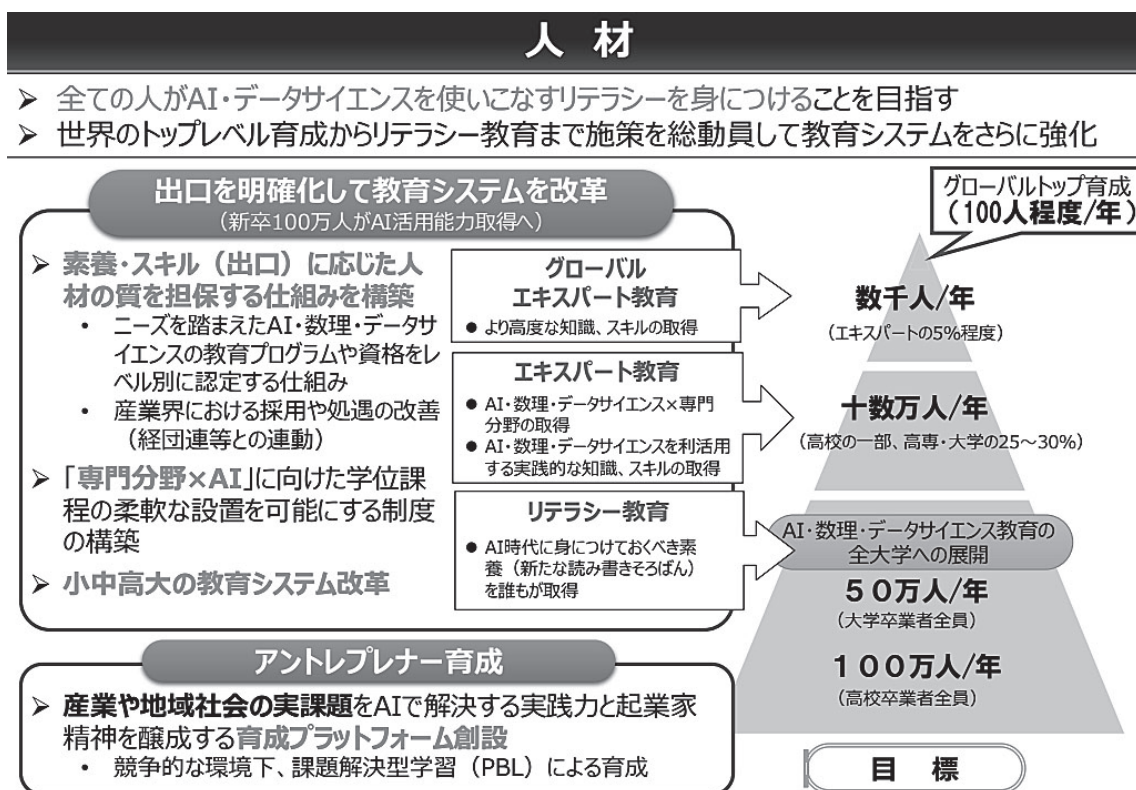 人 材
➢ 全ての人がAI・データサイエンスを使いこなすリテラシーを身につけることを目指す
➢ 世界のトップレベル育成からリテラシー教育まで施策を総動員して教育システムをさらに強化
出口を明確化して教育システムを改革
(新卒100万人がAI活用能力取得へ)
➢ 素養・スキル(出口)に応じた人
材の質を担保する仕組みを構築
• ニーズを踏まえたAI・数理・データサ
イエンスの教育プログラムや資格をレ
ベル別に認定する仕組み
• 産業界における採用や処遇の改善
(経団連等との連動)
➢ 「専門分野×AI」に向けた学位課
程の柔軟な設置を可能にする制度
の構築
➢ 小中高大の教育システム改革
グローバル
エキスパート教育
● より高度な知識、スキルの取得
エキスパート教育
● AI・数理・データサイエンス×専門
分野の取得
● AI・数理・データサイエンスを利活用
する実践的な知識、スキルの取得
リテラシー教育
● AI時代に身につけておくべき素
養(新たな読み書きそろばん)
を誰もが取得
グローバルトップ育成
(100人程度/年)
数千人/年
(エキスパートの5%程度)
十数万人/年
(高校の一部、高専・大学の25~30%)
AI・数理・データサイエンス教育の
全大学への展開
50万人/年
(大学卒業者全員)
100万人/年
(高校卒業者全員)
目 標
アントレプレナー育成
➢ 産業や地域社会の実課題をAIで解決する実践力と起業家
精神を醸成する育成プラットフォーム創設
• 競争的な環境下、課題解決型学習(PBL)による育成